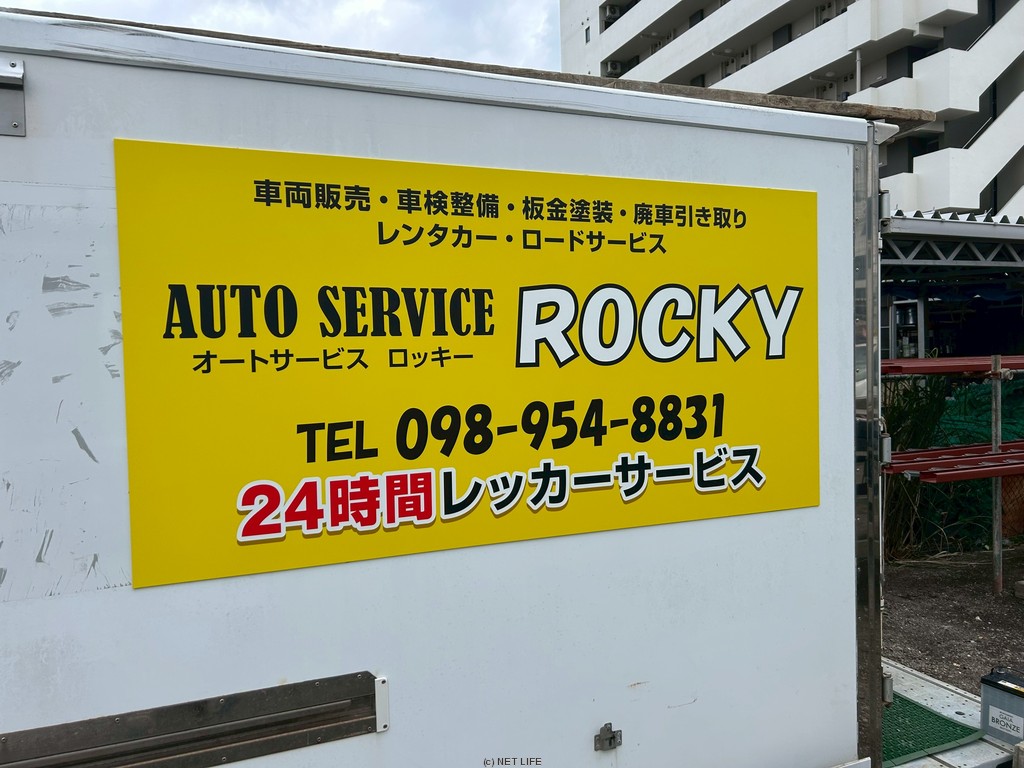 車両販売・車検整備・板金塗装・廃車引き取り
レンタカー・ロードサービス
AUTO SERVICE ROCKY
オートサービス ロッキー
TEL 098-954-8831
24時間レッカーサービス
GAIA
BRONZE
(c) NET LIFE